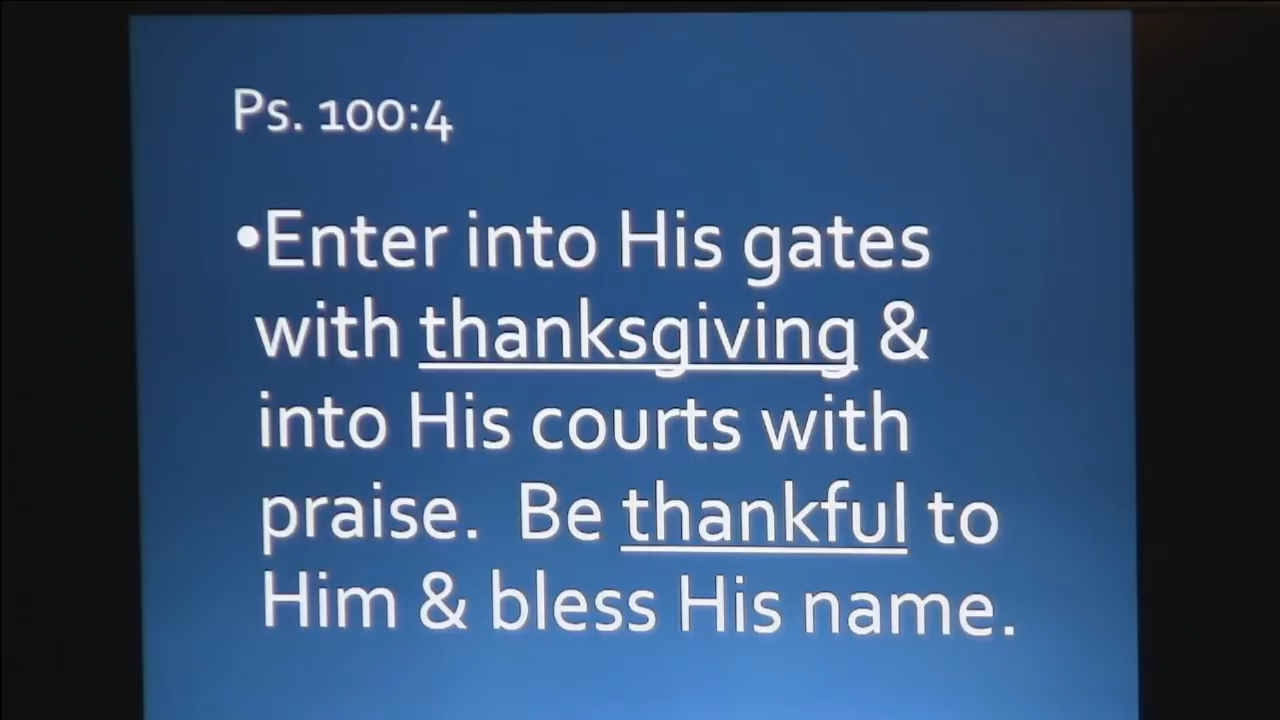 Ps. 100:4
•Enter into His gates
with thanksgiving &
into His courts with
praise.  Be thankful to
Him & bless His name.